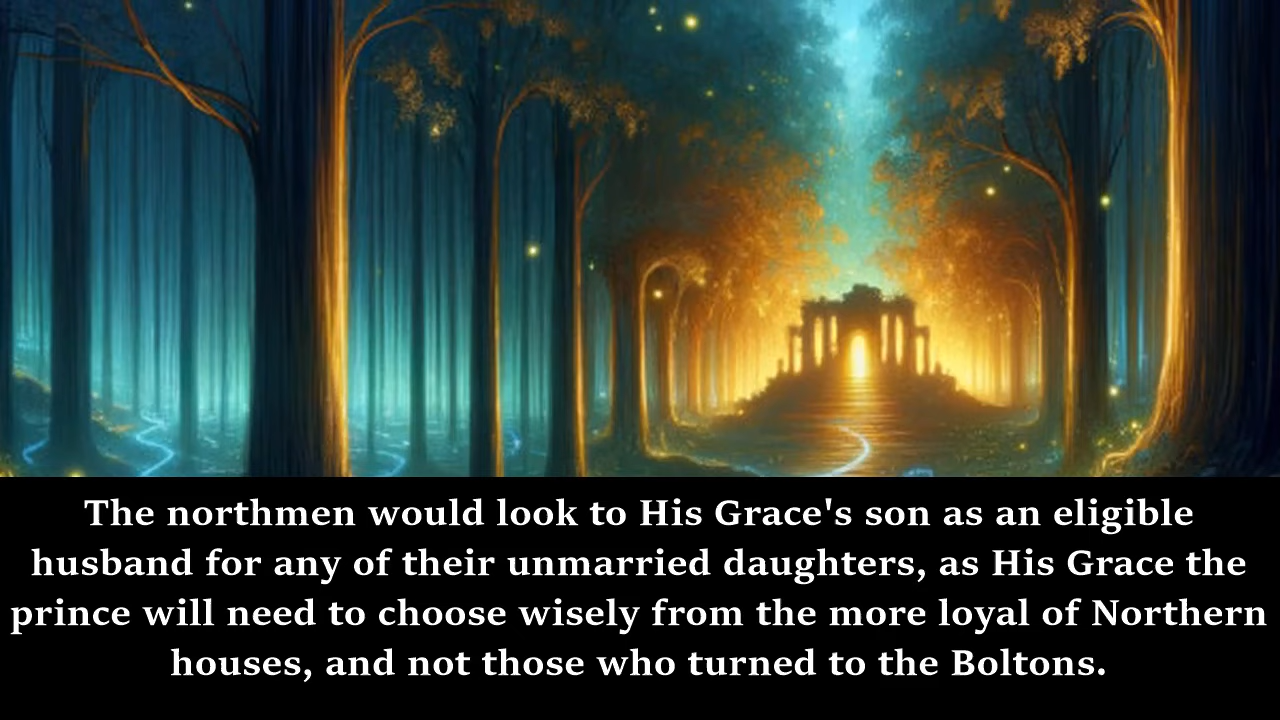 The northmen would look to His Grace's son as an eligible
husband for any of their unmarried daughters, as His Grace the
prince will need to choose wisely from the more loyal of Northern
houses, and not those who turned to the Boltons.